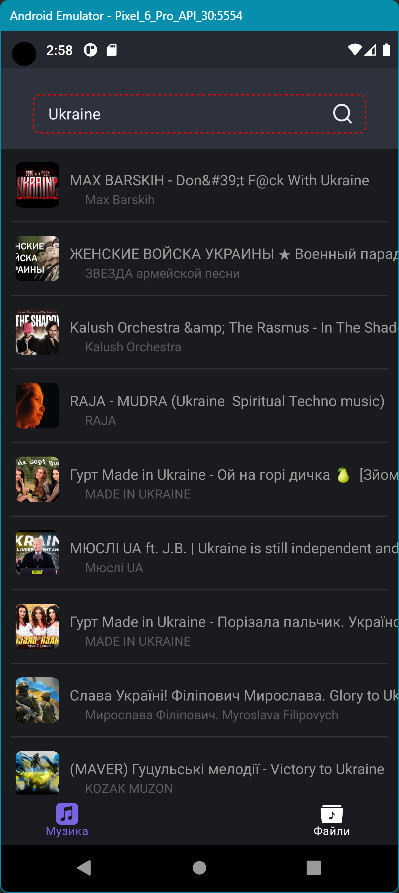 Android Emulator - Pixel_6_Pro_API_30:5554
2:58
Ukraine
MAX BARSKIH - Don&#39;t F@ck With Ukraine
Max Barskih
ЖЕНСКИЕ ВОЙСКА УКРАИНЫ ★ Военный парад
ЗВЕЗДА армейской песни
Kalush Orchestra &amp; The Rasmus - In The Shado
Kalush Orchestra
RAJA - MUDRA (Ukraine  Spiritual Techno music)
RAJA
Гурт Made in Ukraine - Ой на горі дичка 🍐 [Зйом
MADE IN UKRAINE
МЮСЛІ UA ft. J.B. | Ukraine is still independent and
Мюслі UA
Гурт Made in Ukraine - Порізала пальчик. Україно
MADE IN UKRAINE
Слава Україні! Філіпович Мирослава. Glory to Uk
Мирослава Філіпович. Myroslava Filipovych
(MAVER) Гуцульські мелодії - Victory to Ukraine
KOZAK MUZON
Музика
Файли